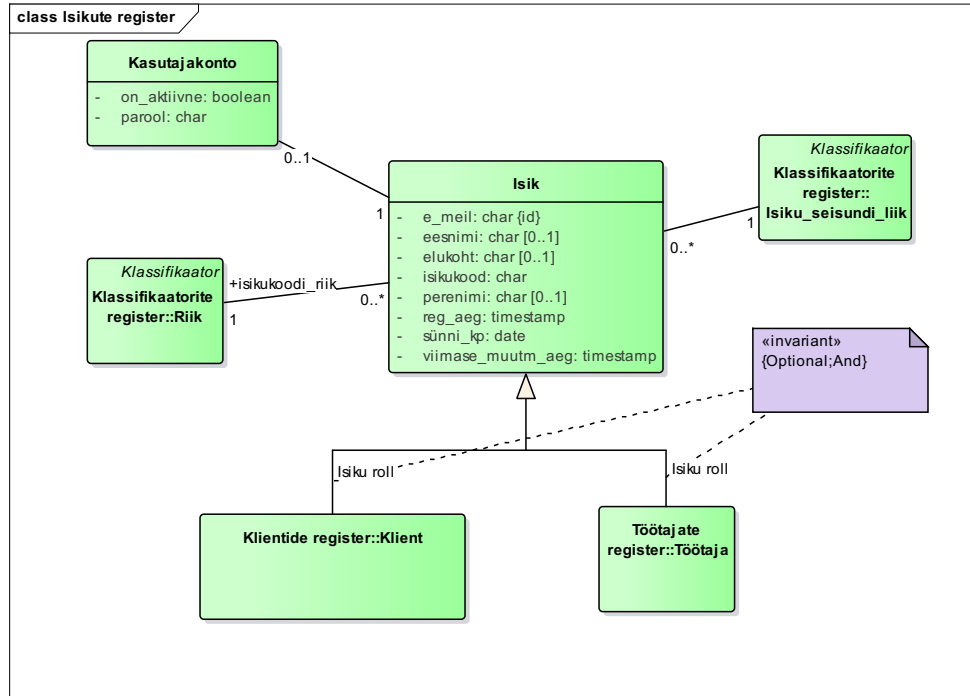 class Isikute register
Kasutajakonto
- on_aktiivne: boolean
- parool: char
0..1
1
Isik
- e_meil: char {id}
- eesnimi: char [0..1]
- elukoht: char [0..1]
- isikukood: char
- perenimi: char [0..1]
- reg_aeg: timestamp
- sünni_kp: date
- viimase_muutm_aeg: timestamp
Klassifikaator
Klassifikaatorite
register::
Isiku_seisundi_liik
1
0..*
Klassifikaator
Klassifikaatorite
register::Riik
+isikukoodi_riik
1
0..*
«invariant»
{Optional;And}
Isiku roll
Isiku roll
Klientide register::Klient
Töötajate
register::Töötaja